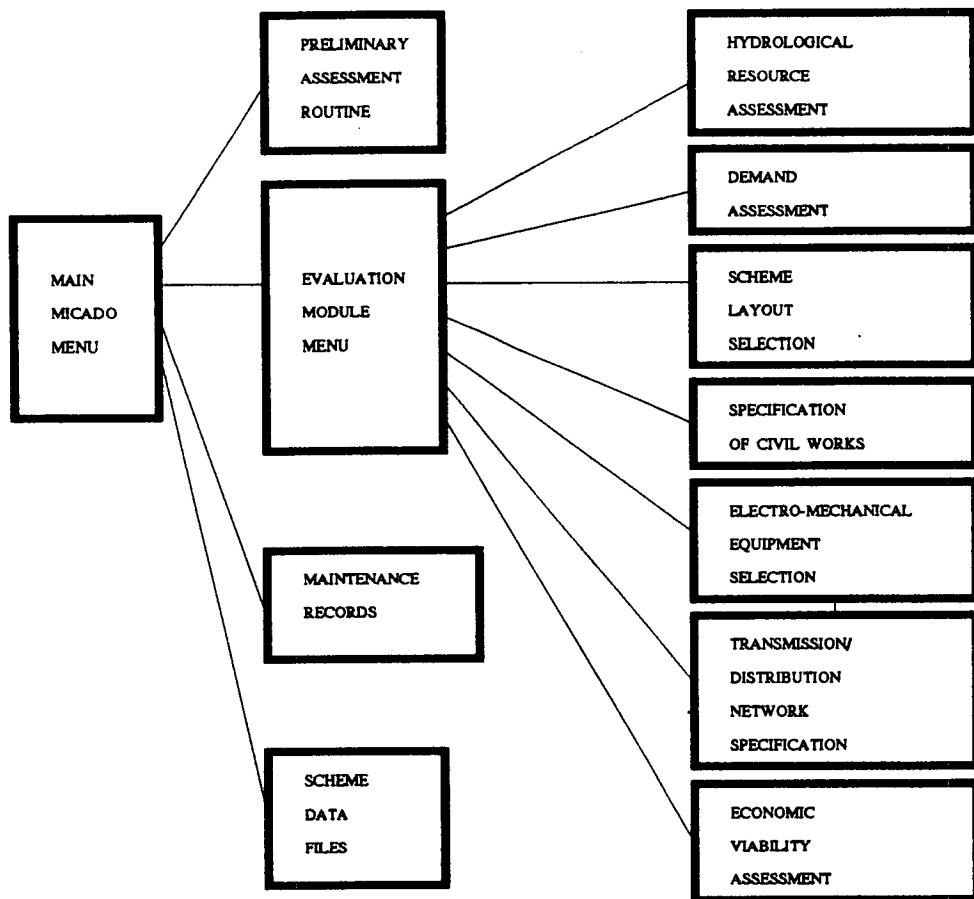 MAIN
MICADO
MENU
PRELIMINARY
ASSESSMENT
ROUTINE
EVALUATION
MODULE
MENU
MAINTENANCE
RECORDS
SCHEME
DATA
FILES
HYDROLOGICAL
RESOURCE
ASSESSMENT
DEMAND
ASSESSMENT
SCHEME
LAYOUT
SELECTION
SPECIFICATION
OF CIVIL WORKS
ELECTRO-MECHANICAL
EQUIPMENT
SELECTION
TRANSMISSION/
DISTRIBUTION
NETWORK
SPECIFICATION
ECONOMIC
VIABILITY
ASSESSMENT